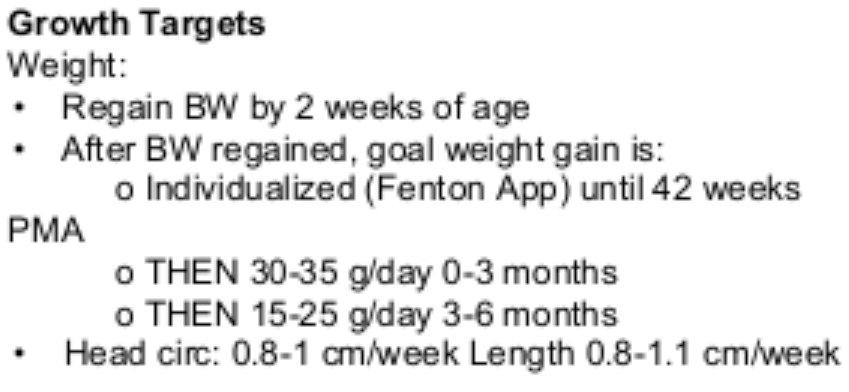 Growth Targets
Weight:
• Regain BW by 2 weeks of age
• After BW regained, goal weight gain is:
o Individualized (Fenton App) until 42 weeks
PMA
o THEN 30-35 g/day 0-3 months
o THEN 15-25 g/day 3-6 months
• Head circ: 0.8-1 cm/week Length 0.8-1.1 cm/week